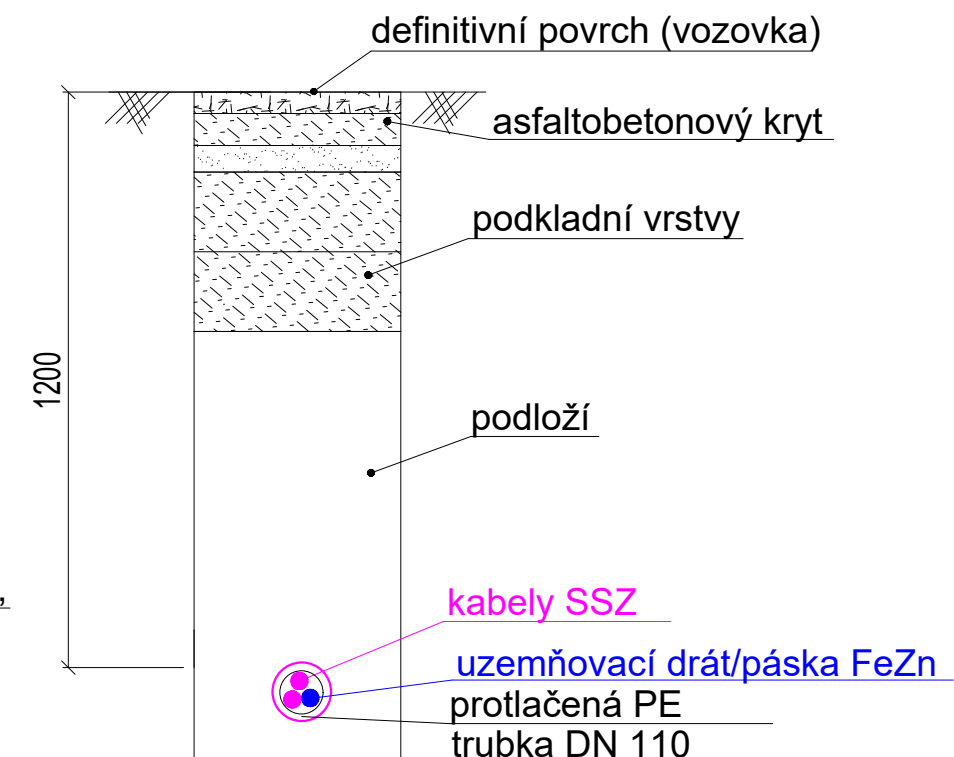 definitivní povrch (vozovka)
asfaltobetonový kryt
podkladní vrstvy
1200
podloží
kabely SSZ
uzemňovací drát/páska FeZn
protlačená PE
trubka DN 110